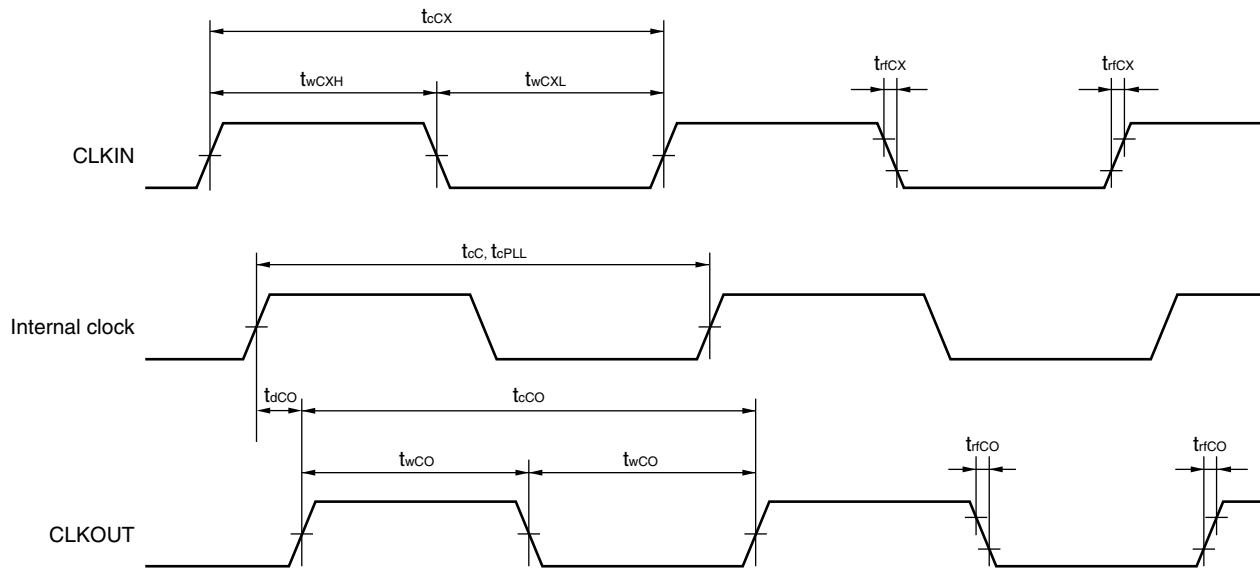 tcCX
twCXH twCXL trfCX trfCX
CLKIN
tcC, tcPLL
Internal clock
tdCO tcCO
twCO twCO trfCO trfCO
CLKOUT